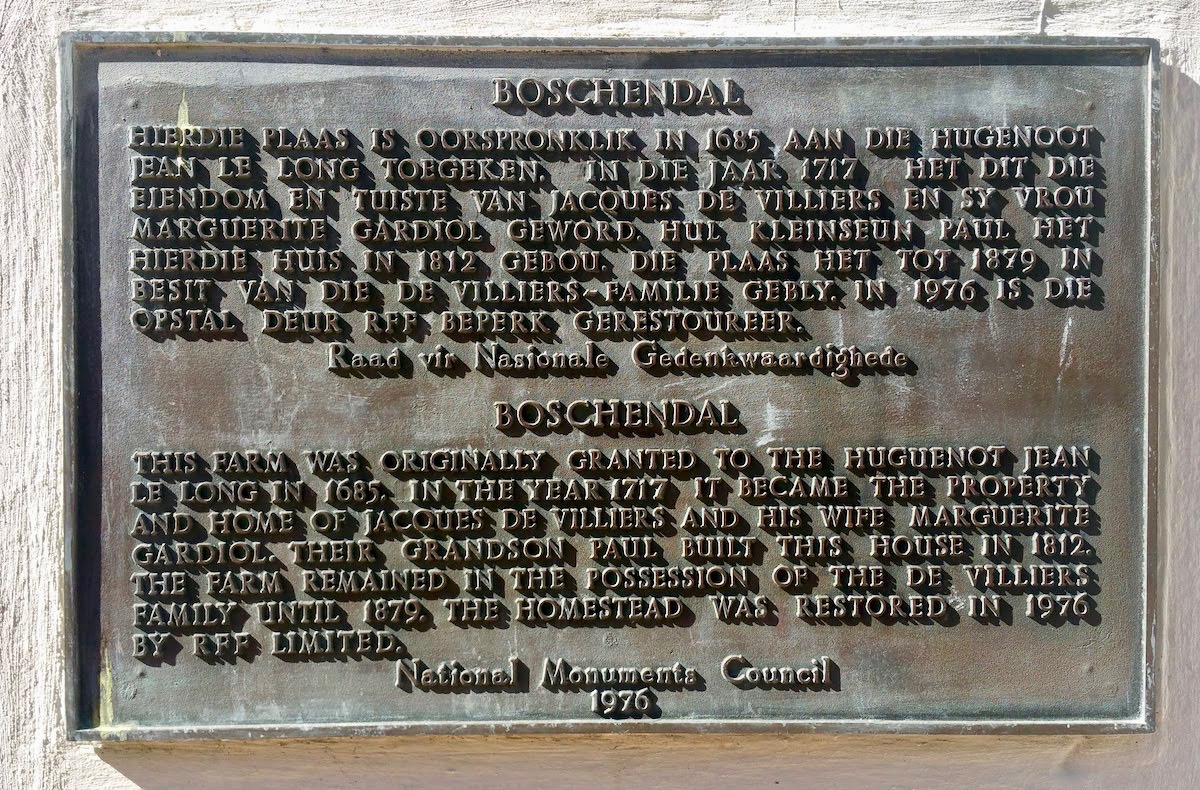 BOSCHENDAL
HIERDIE PLAAS IS OORSPRONKLIK IN 1685 AAN DIE HUGENOOT
JEAN LE LONG TOEGEKEN. IN DIE JAAR 1717 HET DIT DIE
EIENDOM EN TUISTE VAN JACQUES DE VILLIERS EN SY VROU
MARGUERITE GARDIOL GEWORD. HUL KLEINSEUN PAUL HET
HIERDIE HUIS IN 1812 GEBOU. DIE PLAAS HET TOT 1879 IN
BESIT VAN DIE DE VILLIERS-FAMILIE GEBLY. IN 1976 IS DIE
OPSTAL DEUR RFF BEPERK GERESTOUREER.
Raad vir Nasionale Gedenkwaardighede
BOSCHENDAL
THIS FARM WAS ORIGINALLY GRANTED TO THE HUGUENOT JEAN
LE LONG IN 1685. IN THE YEAR 1717 IT BECAME THE PROPERTY
AND HOME OF JACQUES DE VILLIERS AND HIS WIFE MARGUERITE
GARDIOL. THEIR GRANDSON PAUL BUILT THIS HOUSE IN 1812.
THE FARM REMAINED IN THE POSSESSION OF THE DE VILLIERS
FAMILY UNTIL 1879. THE HOMESTEAD WAS RESTORED IN 1976
BY RFF LIMITED.
National Monuments Council
1976